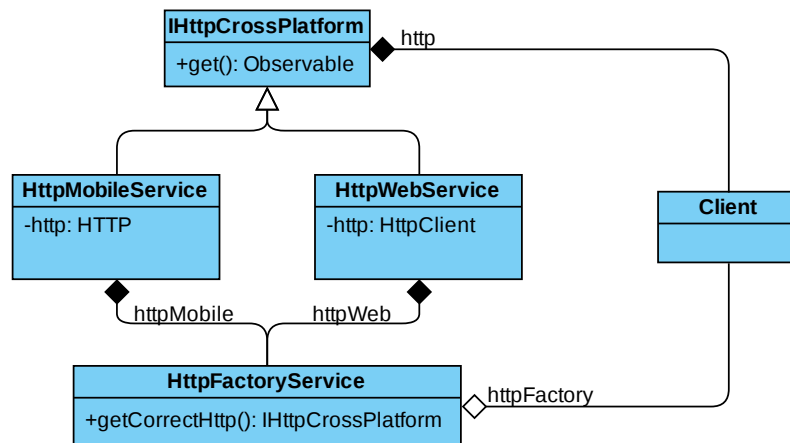 IHttpCrossPlatform
+get(): Observable
http
HttpMobileService
-http: HTTP
HttpWebService
-http: HttpClient
Client
httpMobile
httpWeb
HttpFactoryService
+getCorrectHttp(): IHttpCrossPlatform
httpFactory